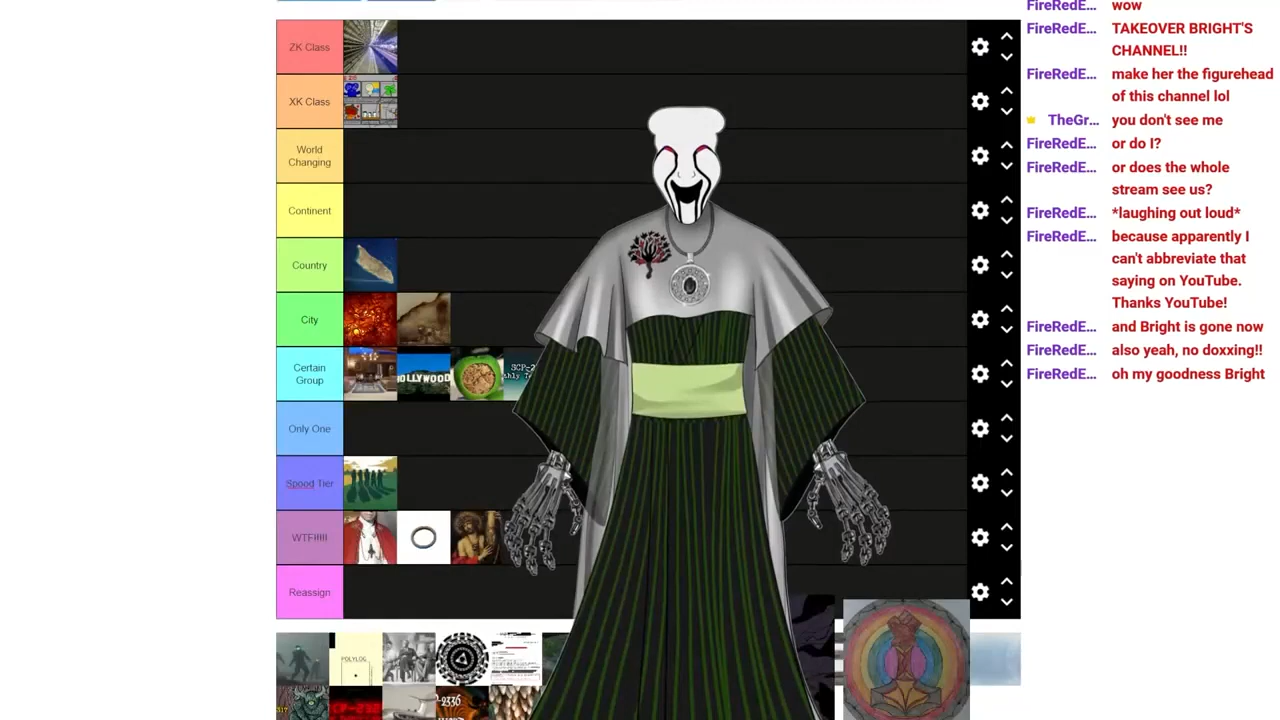 ZK Class
XK Class
World
Changing
Continent
Country
City
Certain
Group
HOLLYWOOD
SCP-2
Only One
Spood Tier
WTF!!!!!
Reassign
POLYLOG
-2336
FireRedE... wow
FireRedE... TAKEOVER BRIGHT'S
CHANNEL!!
FireRedE... make her the figurehead
of this channel lol
TheGr... you don't see me
FireRedE... or do I?
FireRedE... or does the whole
stream see us?
FireRedE... *laughing out loud*
FireRedE... because apparently I
can't abbreviate that
saying on YouTube.
Thanks YouTube!
FireRedE... and Bright is gone now
FireRedE... also yeah, no doxxing!!
FireRedE... oh my goodness Bright